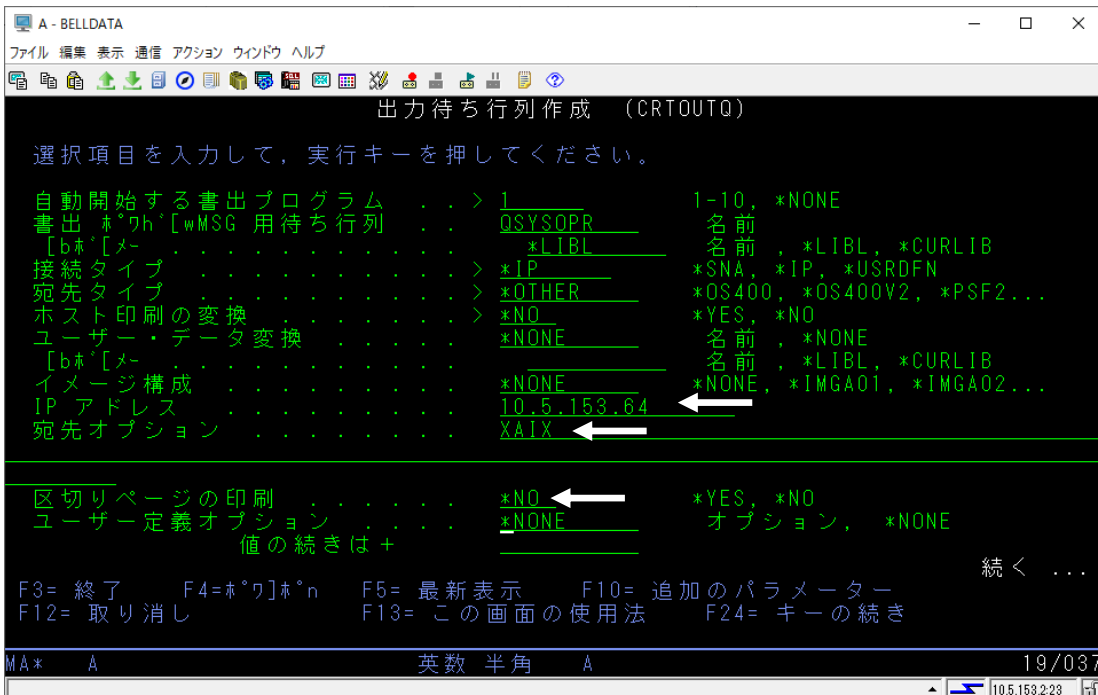 A - BELLDATA
ファイル 編集 表示 通信 アクション ウィンドウ ヘルプ
出力待ち行列作成 (CRTOUTQ)
選択項目を入力して，実行キーを押してください。
自動開始する書出プログラム . . > 1 1-10, *NONE
書出 ﾎﾟﾜh゙[wMSG 用待ち行列 . . QSYSOPR 名前
[bﾎﾞ[ﾒｰ . . . . . . . . . . . *LIBL 名前 , *LIBL, *CURLIB
接続タイプ . . . . . . . . . . > *IP *SNA, *IP, *USRDFN
宛先タイプ . . . . . . . . . . > *OTHER *OS400, *OS400V2, *PSF2...
ホスト印刷の変換 . . . . . . . > *NO *YES, *NO
ユーザー・データ変換 . . . . . *NONE 名前 , *NONE
[bﾎﾞ[ﾒｰ . . . . . . . . . . . 名前 , *LIBL, *CURLIB
イメージ構成 . . . . . . . . . *NONE *NONE, *IMGA01, *IMGA02...
IP アドレス . . . . . . . . . 10.5.153.64
宛先オプション . . . . . . . . XAIX
区切りページの印刷 . . . . . . *NO *YES, *NO
ユーザー定義オプション . . . . *NONE オプション, *NONE
値の続きは +
続く ...
F3= 終了 F4=ﾎﾟﾜ]ﾎﾟn F5= 最新表示 F10= 追加のパラメーター
F12= 取り消し F13= この画面の使用法 F24= キーの続き
MA* A 英数 半角 A 19/037
10.5.153.2:23